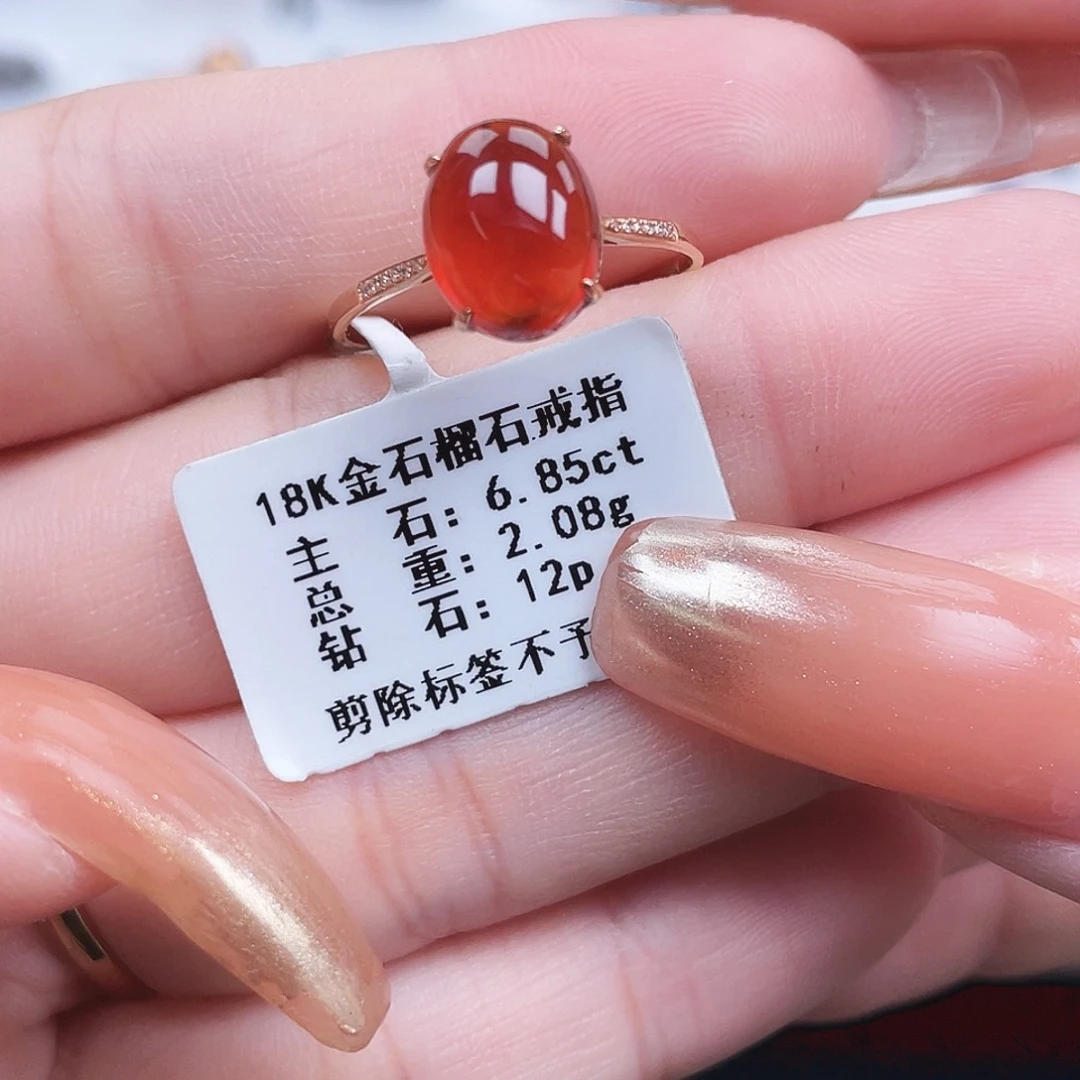 18K金石榴石戒指
主 石: 6.85ct
总 重: 2.08g
钻 石: 12p
剪除标签不予